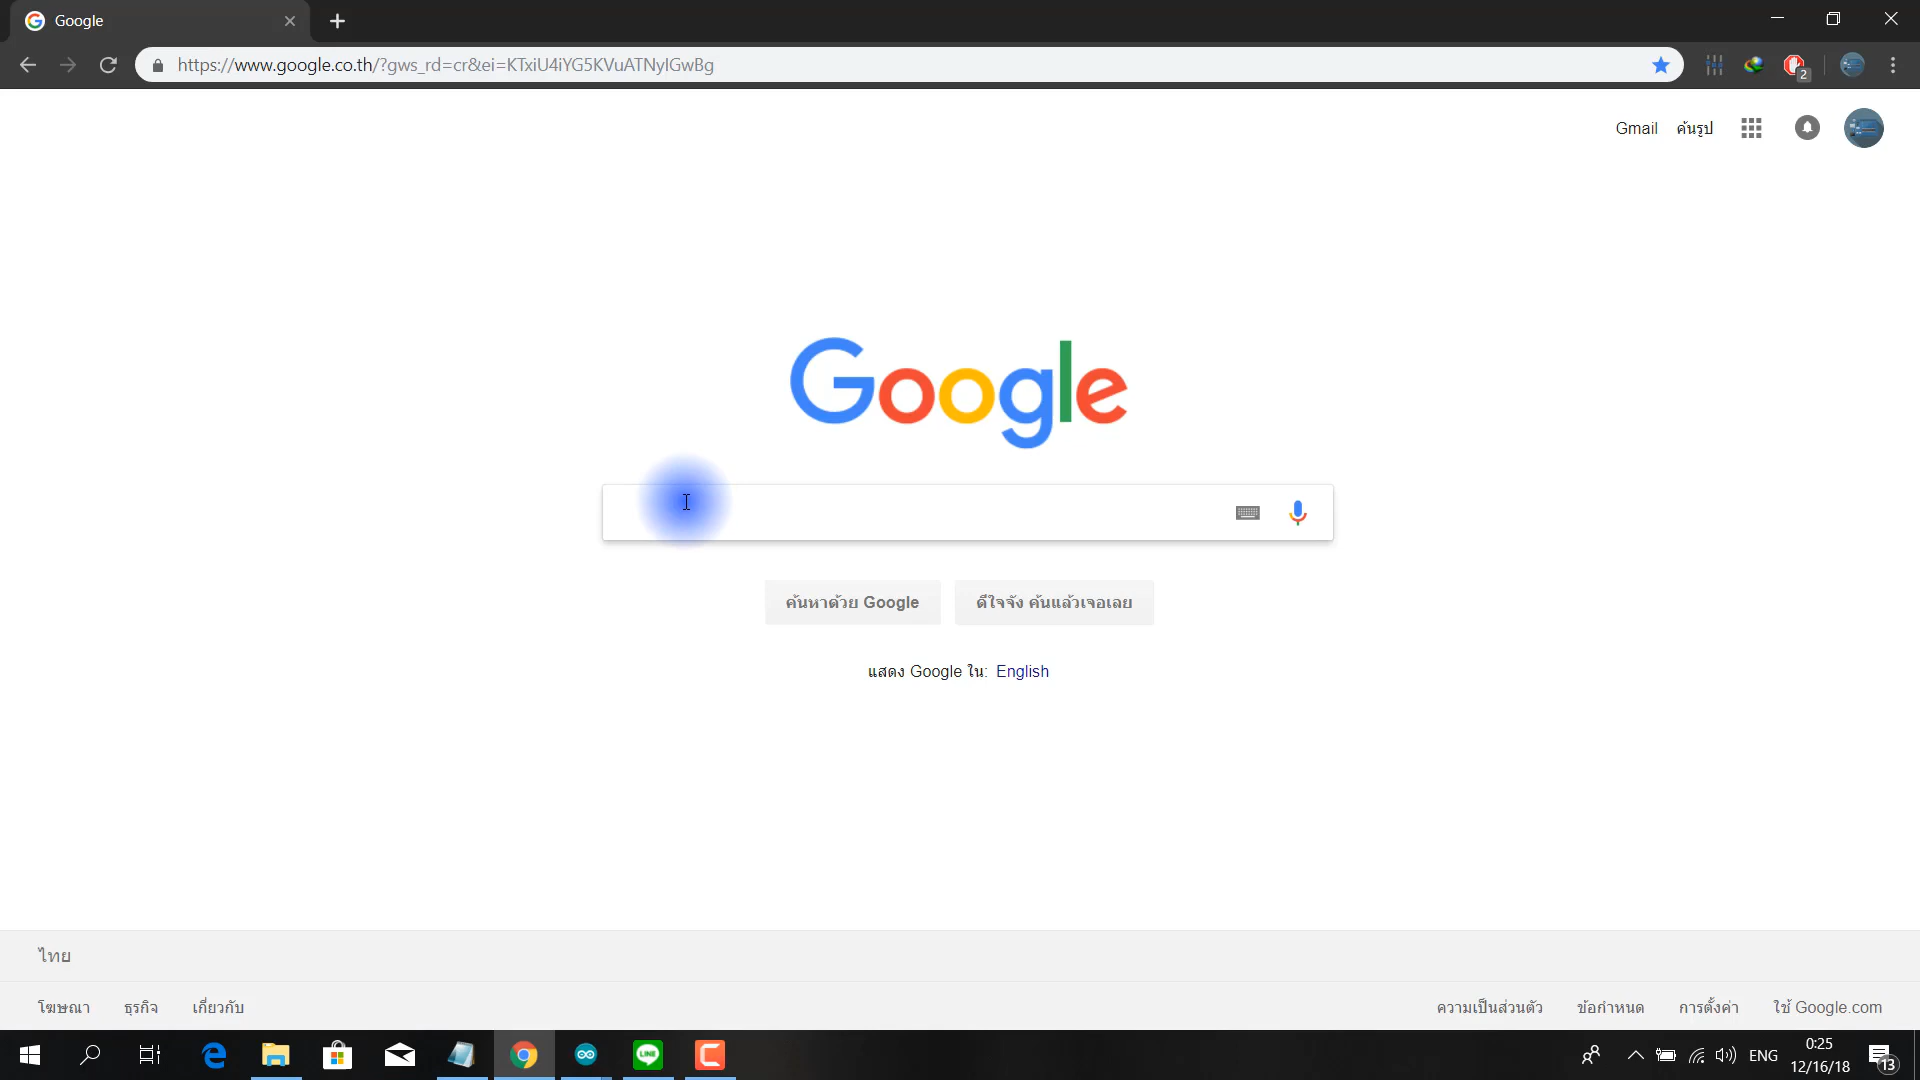 Google
https://www.google.co.th/?gws_rd=cr&ei=KTxiU4iYG5KVuATNyIGwBg
2
Gmail ค้นรูป
Google
ค้นหาด้วย Google ดีใจจัง ค้นแล้วเจอเลย
แสดง Google ใน: English
ไทย
โฆษณา ธุรกิจ เกี่ยวกับ ความเป็นส่วนตัว ข้อกำหนด การตั้งค่า ใช้ Google.com
LINE
ENG
0:25
12/16/18
13